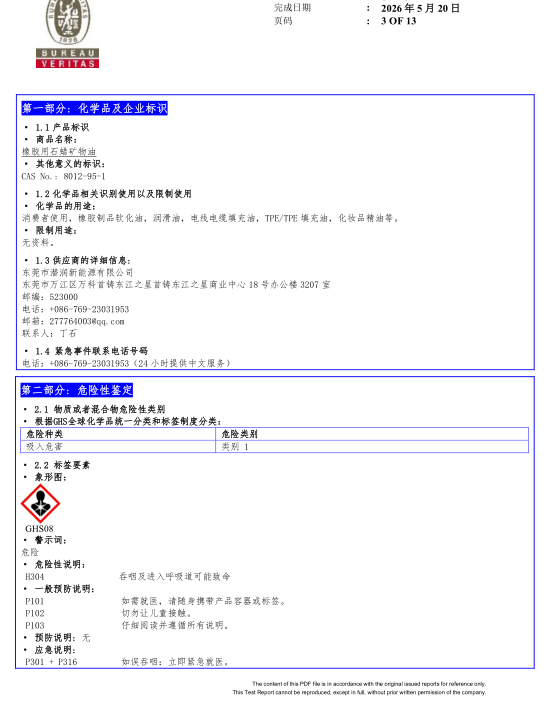 1828
BUREAU
VERITAS
完成日期 : 2026 年 5 月 20 日
页码 : 3 OF 13
第一部分：化学品及企业标识
• 1.1 产品标识
• 商品名称：
橡胶用石蜡矿物油
• 其他意义的标识：
CAS No.：8012-95-1
• 1.2 化学品相关识别使用以及限制使用
• 化学品的用途：
消费者使用，橡胶制品软化油，润滑油，电线电缆填充油，TPE/TPE 填充油，化妆品精油等。
• 限制用途：
无资料。
• 1.3 供应商的详细信息：
东莞市潜润新能源有限公司
东莞市万江区万科首铸东江之星首铸东江之星商业中心 18 号办公楼 3207 室
邮编：523000
电话：+086-769-23031953
邮箱：277764003@qq.com
联系人：丁石
• 1.4 紧急事件联系电话号码
电话：+086-769-23031953（24 小时提供中文服务）
第二部分：危险性鉴定
• 2.1 物质或者混合物危险性类别
• 根据GHS全球化学品统一分类和标签制度分类：
危险种类 危险类别
吸入危害 类别 1
• 2.2 标签要素
• 象形图：
GHS08
• 警示词：
危险
• 危险性说明：
H304 吞咽及进入呼吸道可能致命
• 一般预防说明：
P101 如需就医，请随身携带产品容器或标签。
P102 切勿让儿童接触。
P103 仔细阅读并遵循所有说明。
• 预防说明：无
• 应急说明：
P301 + P316 如误吞咽：立即紧急就医。
The content of this PDF file is in accordance with the original issued reports for reference only.
This Test Report cannot be reproduced, except in full, without prior written permission of the company.